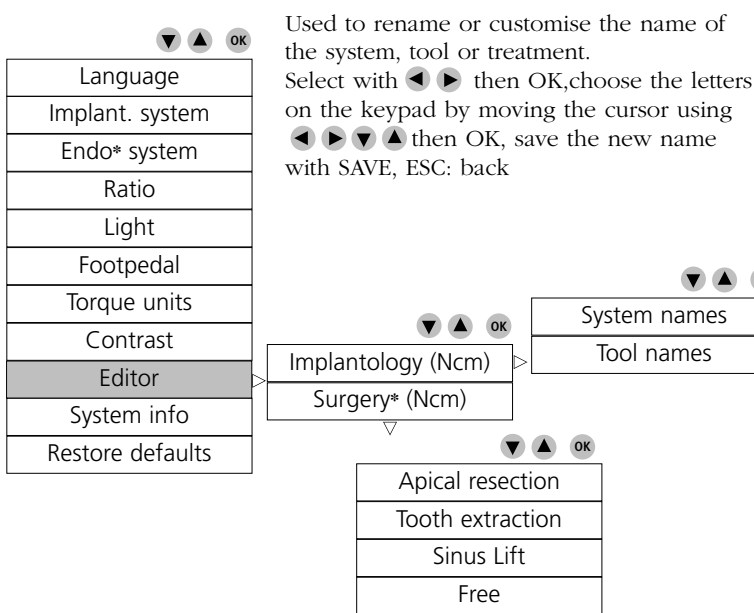 Used to rename or customise the name of
the system, tool or treatment.
Select with ◀ ▶ then OK,choose the letters
on the keypad by moving the cursor using
◀ ▶ ▼ ▲ then OK, save the new name
with SAVE, ESC: back
▼ ▲ OK
Language
Implant. system
Endo* system
Ratio
Light
Footpedal
Torque units
Contrast
Editor
System info
Restore defaults
▼ ▲ OK
Implantology (Ncm)
Surgery* (Ncm)
▼ ▲
System names
Tool names
▼ ▲ OK
Apical resection
Tooth extraction
Sinus Lift
Free